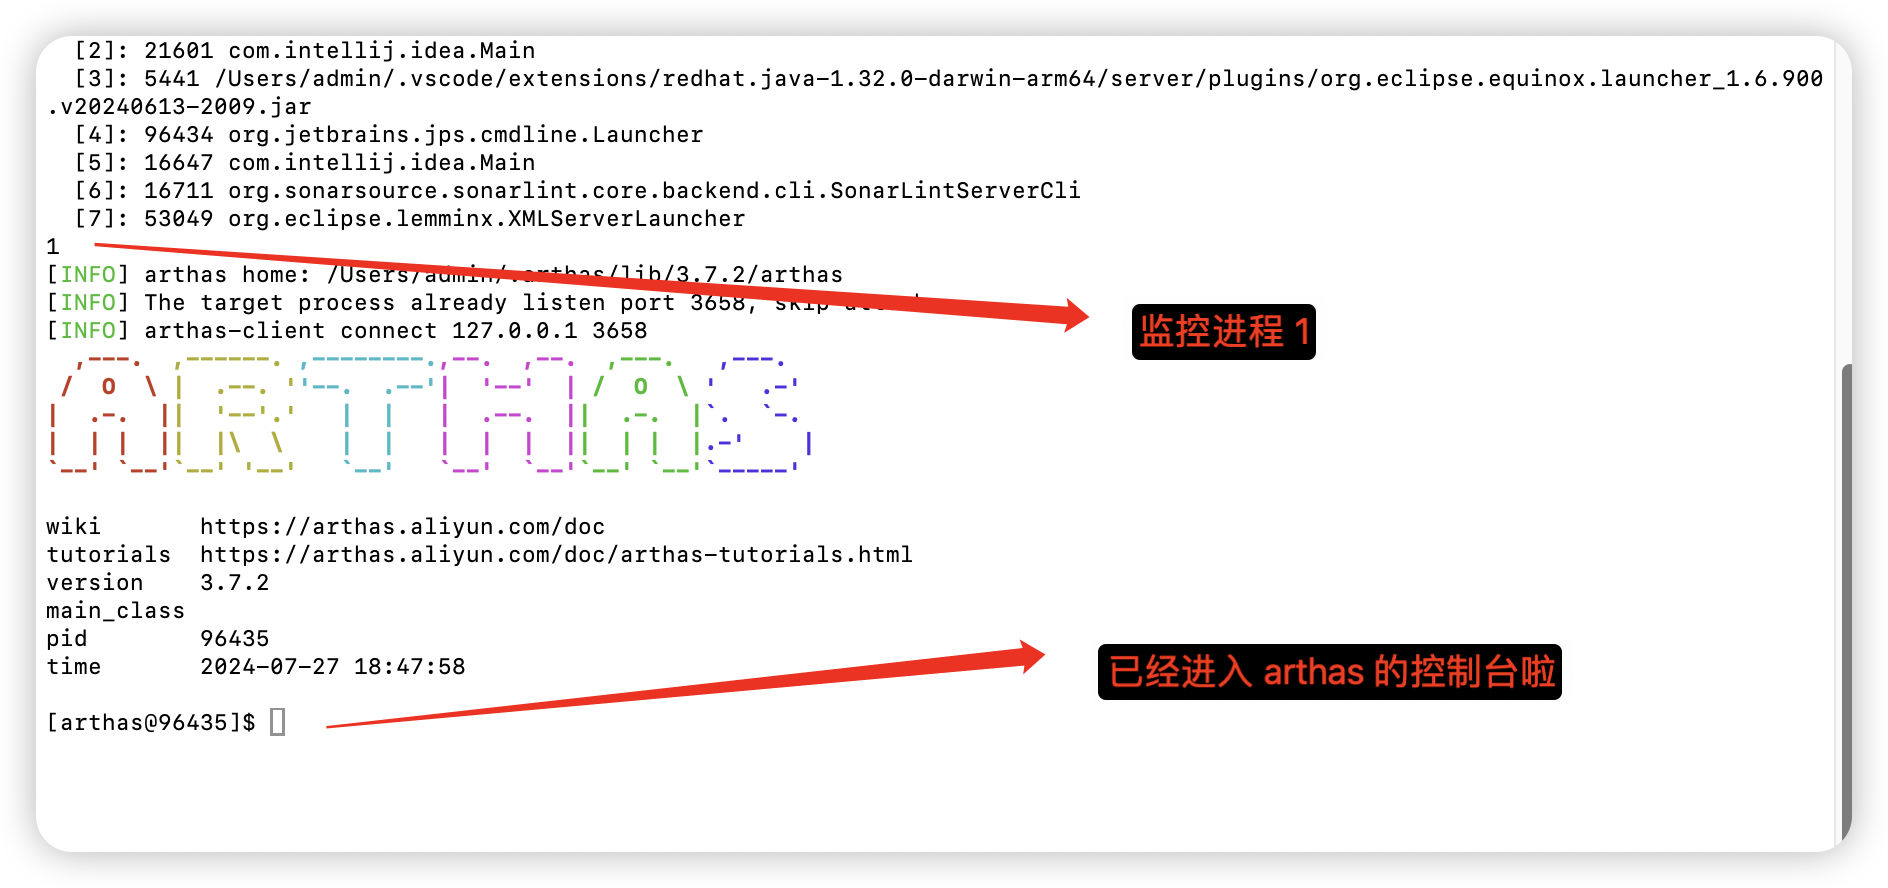 [2]: 21601 com.intellij.idea.Main
[3]: 5441 /Users/admin/.vscode/extensions/redhat.java-1.32.0-darwin-arm64/server/plugins/org.eclipse.equinox.launcher_1.6.900
.v20240613-2009.jar
[4]: 96434 org.jetbrains.jps.cmdline.Launcher
[5]: 16647 com.intellij.idea.Main
[6]: 16711 org.sonarsource.sonarlint.core.backend.cli.SonarLintServerCli
[7]: 53049 org.eclipse.lemminx.XMLServerLauncher
1
[INFO] arthas home: /Users/admin/.arthas/lib/3.7.2/arthas
[INFO] The target process already listen port 3658, skip
监控进程 1
[INFO] arthas-client connect 127.0.0.1 3658
ARTHAS
wiki https://arthas.aliyun.com/doc
tutorials https://arthas.aliyun.com/doc/arthas-tutorials.html
version 3.7.2
main_class
pid 96435
time 2024-07-27 18:47:58
已经进入 arthas 的控制台啦
[arthas@96435]$